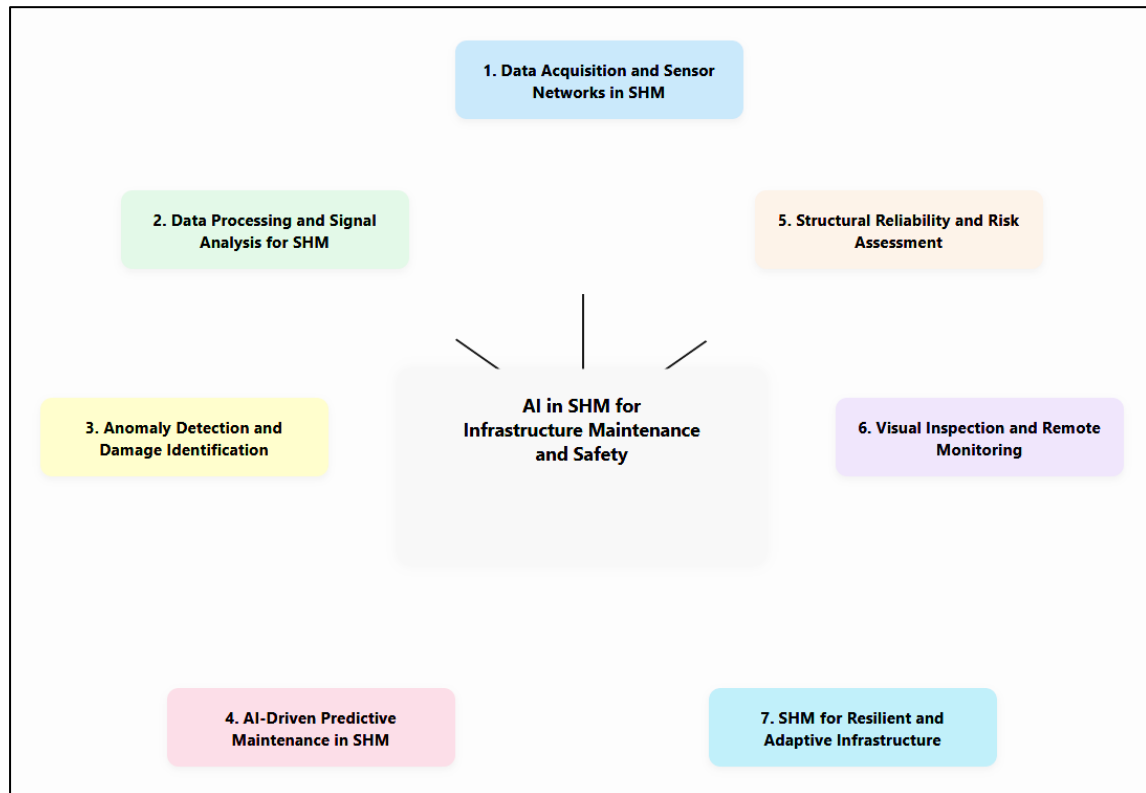 1. Data Acquisition and Sensor
Networks in SHM
2. Data Processing and Signal
Analysis for SHM
5. Structural Reliability and Risk
Assessment
AI in SHM for
Infrastructure Maintenance
and Safety
3. Anomaly Detection and
Damage Identification
6. Visual Inspection and Remote
Monitoring
4. AI-Driven Predictive
Maintenance in SHM
7. SHM for Resilient and
Adaptive Infrastructure